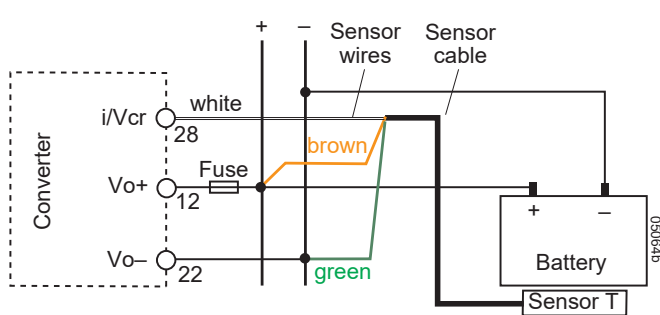 + –
Sensor wires
Sensor cable
Converter
i/Vcr
white
28
brown
Vo+
Fuse
12
+ –
Battery
05064b
Vo–
22
green
Sensor T